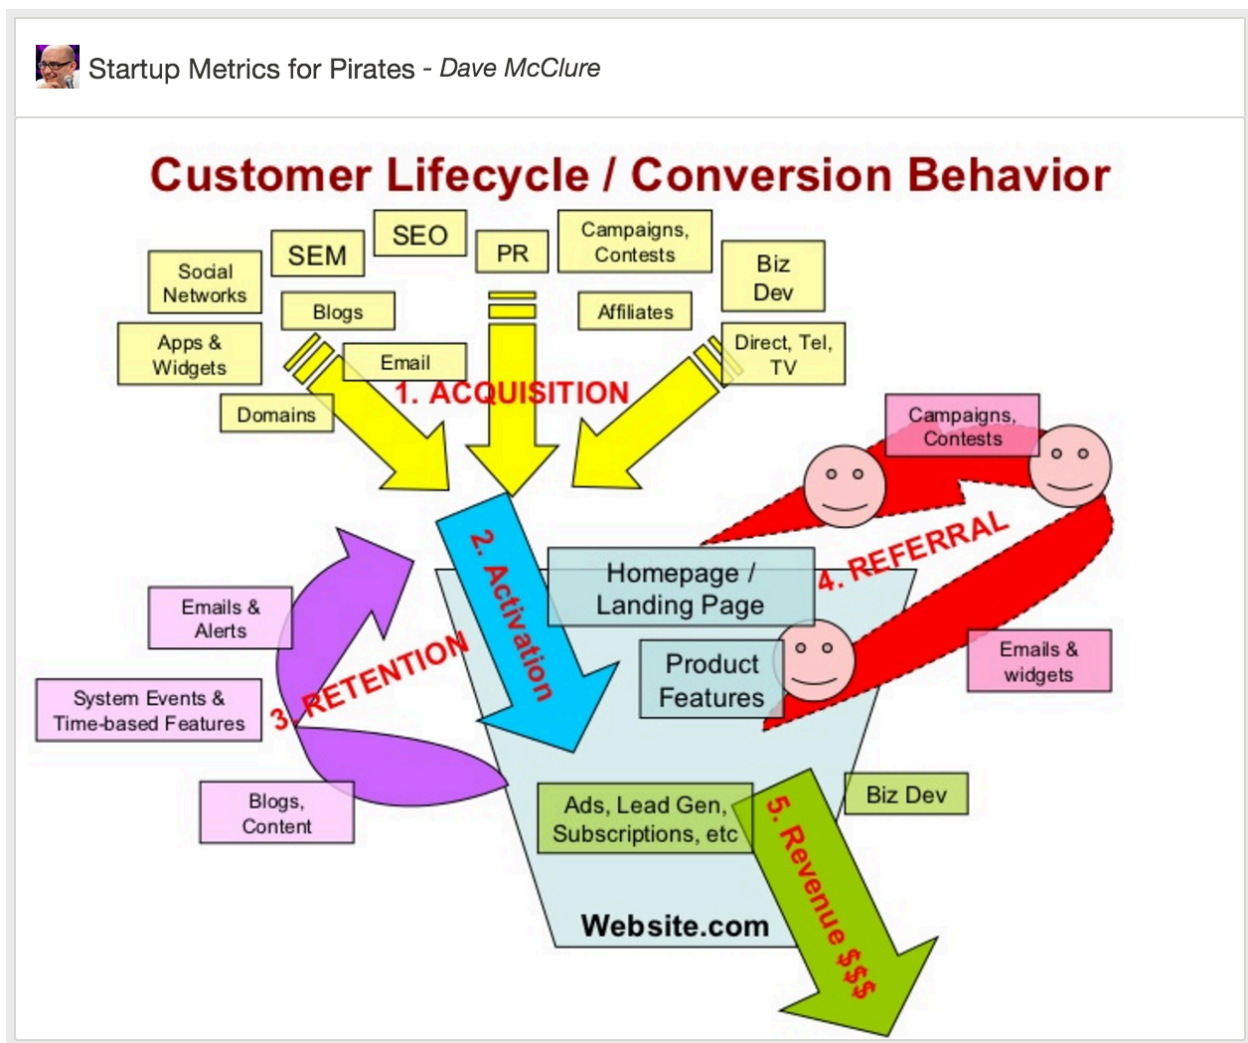 Startup Metrics for Pirates - Dave McClure
Customer Lifecycle / Conversion Behavior
SEO
SEM
PR
Campaigns,
Contests
Social
Networks
Biz
Dev
Blogs
Affiliates
Apps &
Widgets
Email
Direct, Tel,
TV
1. ACQUISITION
Domains
Campaigns,
Contests
2. Activation
4. REFERRAL
Homepage /
Landing Page
Emails &
Alerts
3. RETENTION
Product
Features
Emails &
widgets
System Events &
Time-based Features
Blogs,
Content
Ads, Lead Gen,
Subscriptions, etc
Biz Dev
5. Revenue $$$
Website.com